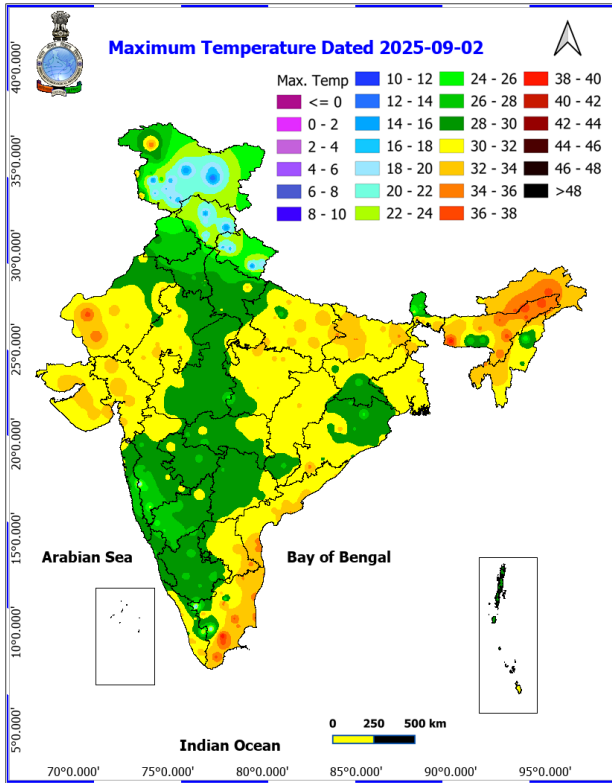 Maximum Temperature Dated 2025-09-02
Max. Temp
<= 0
0 - 2
2 - 4
4 - 6
6 - 8
8 - 10
10 - 12
12 - 14
14 - 16
16 - 18
18 - 20
20 - 22
22 - 24
24 - 26
26 - 28
28 - 30
30 - 32
32 - 34
34 - 36
36 - 38
38 - 40
40 - 42
42 - 44
44 - 46
46 - 48
>48
40°0.000'
35°0.000'
30°0.000'
25°0.000'
20°0.000'
15°0.000'
10°0.000'
5°0.000'
Arabian Sea
Bay of Bengal
Indian Ocean
0 250 500 km
70°0.000' 75°0.000' 80°0.000' 85°0.000' 90°0.000' 95°0.000'